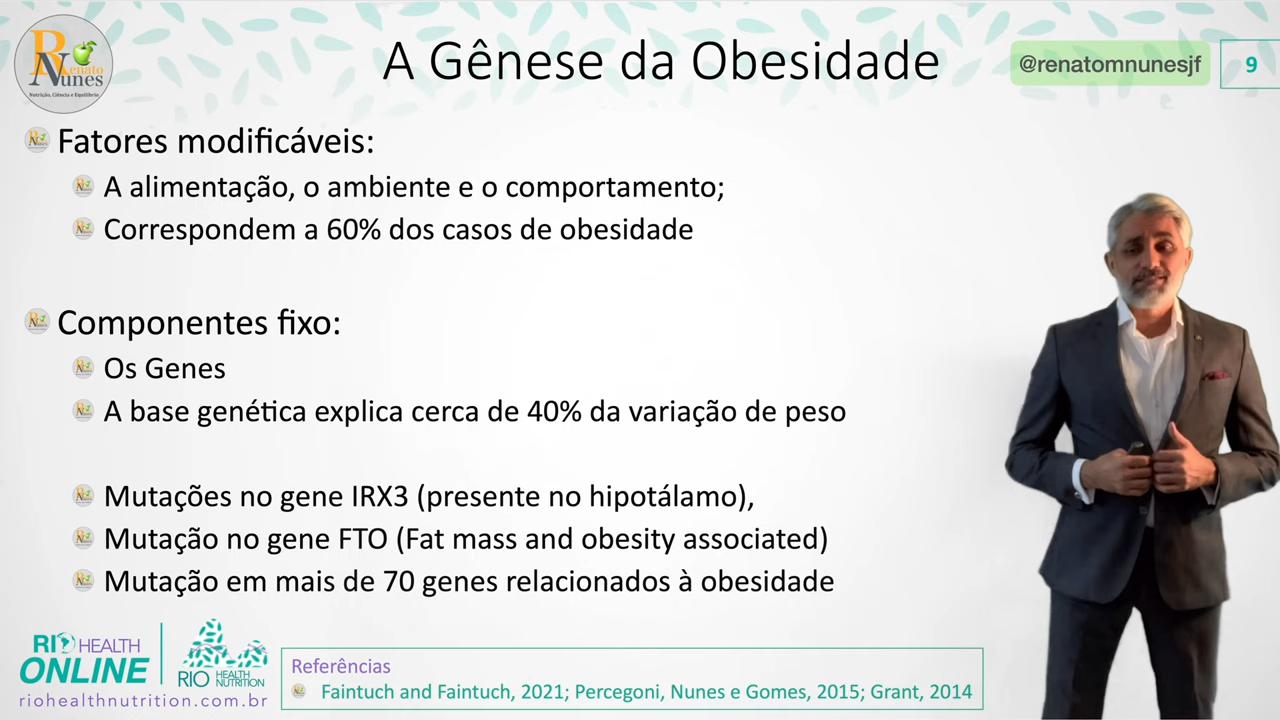 Renato
Nunes
Nutrição, Ciência e Equilíbrio
A Gênese da Obesidade
@renatomnunesjf
9
Fatores modificáveis:
A alimentação, o ambiente e o comportamento;
Correspondem a 60% dos casos de obesidade
Componentes fixo:
Os Genes
A base genética explica cerca de 40% da variação de peso
Mutações no gene IRX3 (presente no hipotálamo),
Mutação no gene FTO (Fat mass and obesity associated)
Mutação em mais de 70 genes relacionados à obesidade
RIO HEALTH
ONLINE
RIO HEALTH
NUTRITION
riohealthnutrition.com.br
Referências
Faintuch and Faintuch, 2021; Percegoni, Nunes e Gomes, 2015; Grant, 2014